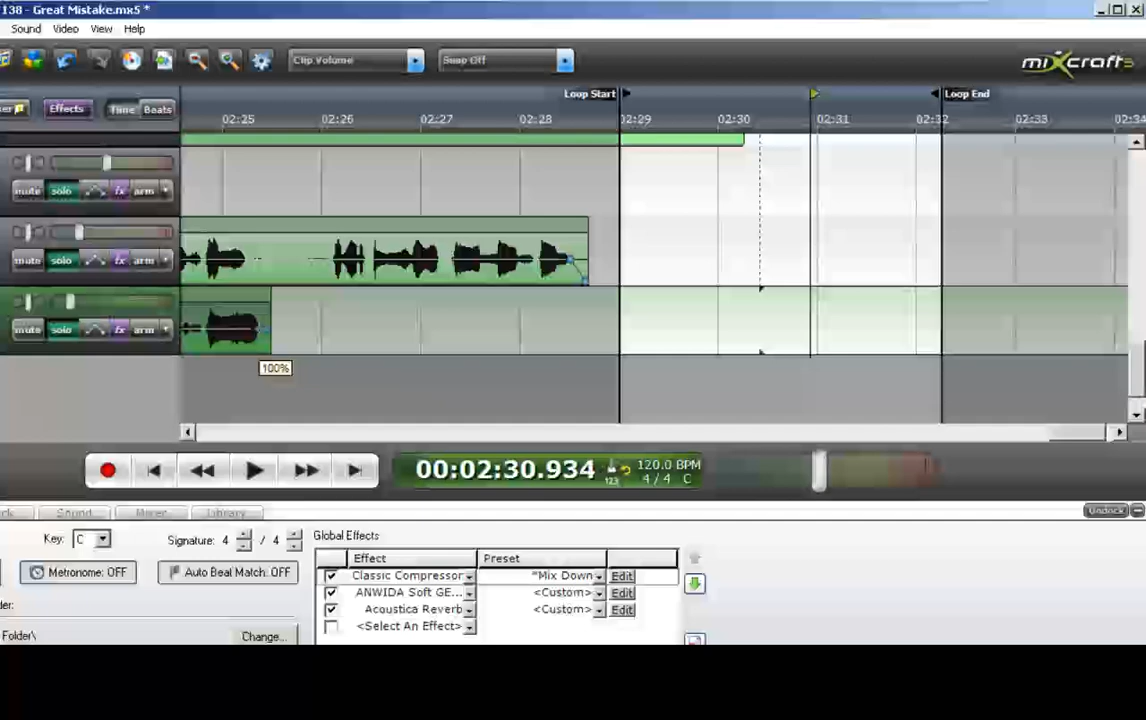 138 - Great Mistake.mx5 *
Sound Video View Help
Clip Volume Snap Off mixcraft5
Effects Time Beats Loop Start Loop End
02:25 02:26 02:27 02:28 02:29 02:30 02:31 02:32 02:33 02:34
mute solo fx arm
mute solo fx arm
mute solo fx arm
100%
00:02:30.934 123 120.0 BPM
4 / 4 C
Sound Mixer Library Undock
Key: C Signature: 4 / 4 Global Effects
Effect Preset
Metronome: OFF Auto Beat Match: OFF Classic Compressor "Mix Down Edit
ANWIDA Soft GE... <Custom> Edit
Acoustica Reverb <Custom> Edit
<Select An Effect>
Folder\ Change...